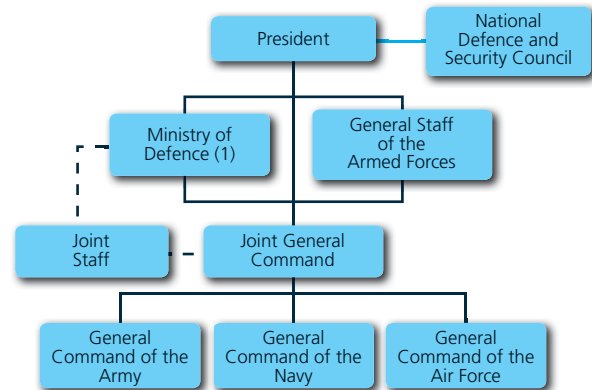 President
National
Defence and
Security Council
Ministry of
Defence (1)
General Staff
of the
Armed Forces
Joint
Staff
Joint General
Command
General
Command of the
Army
General
Command of the
Navy
General
Command of the
Air Force